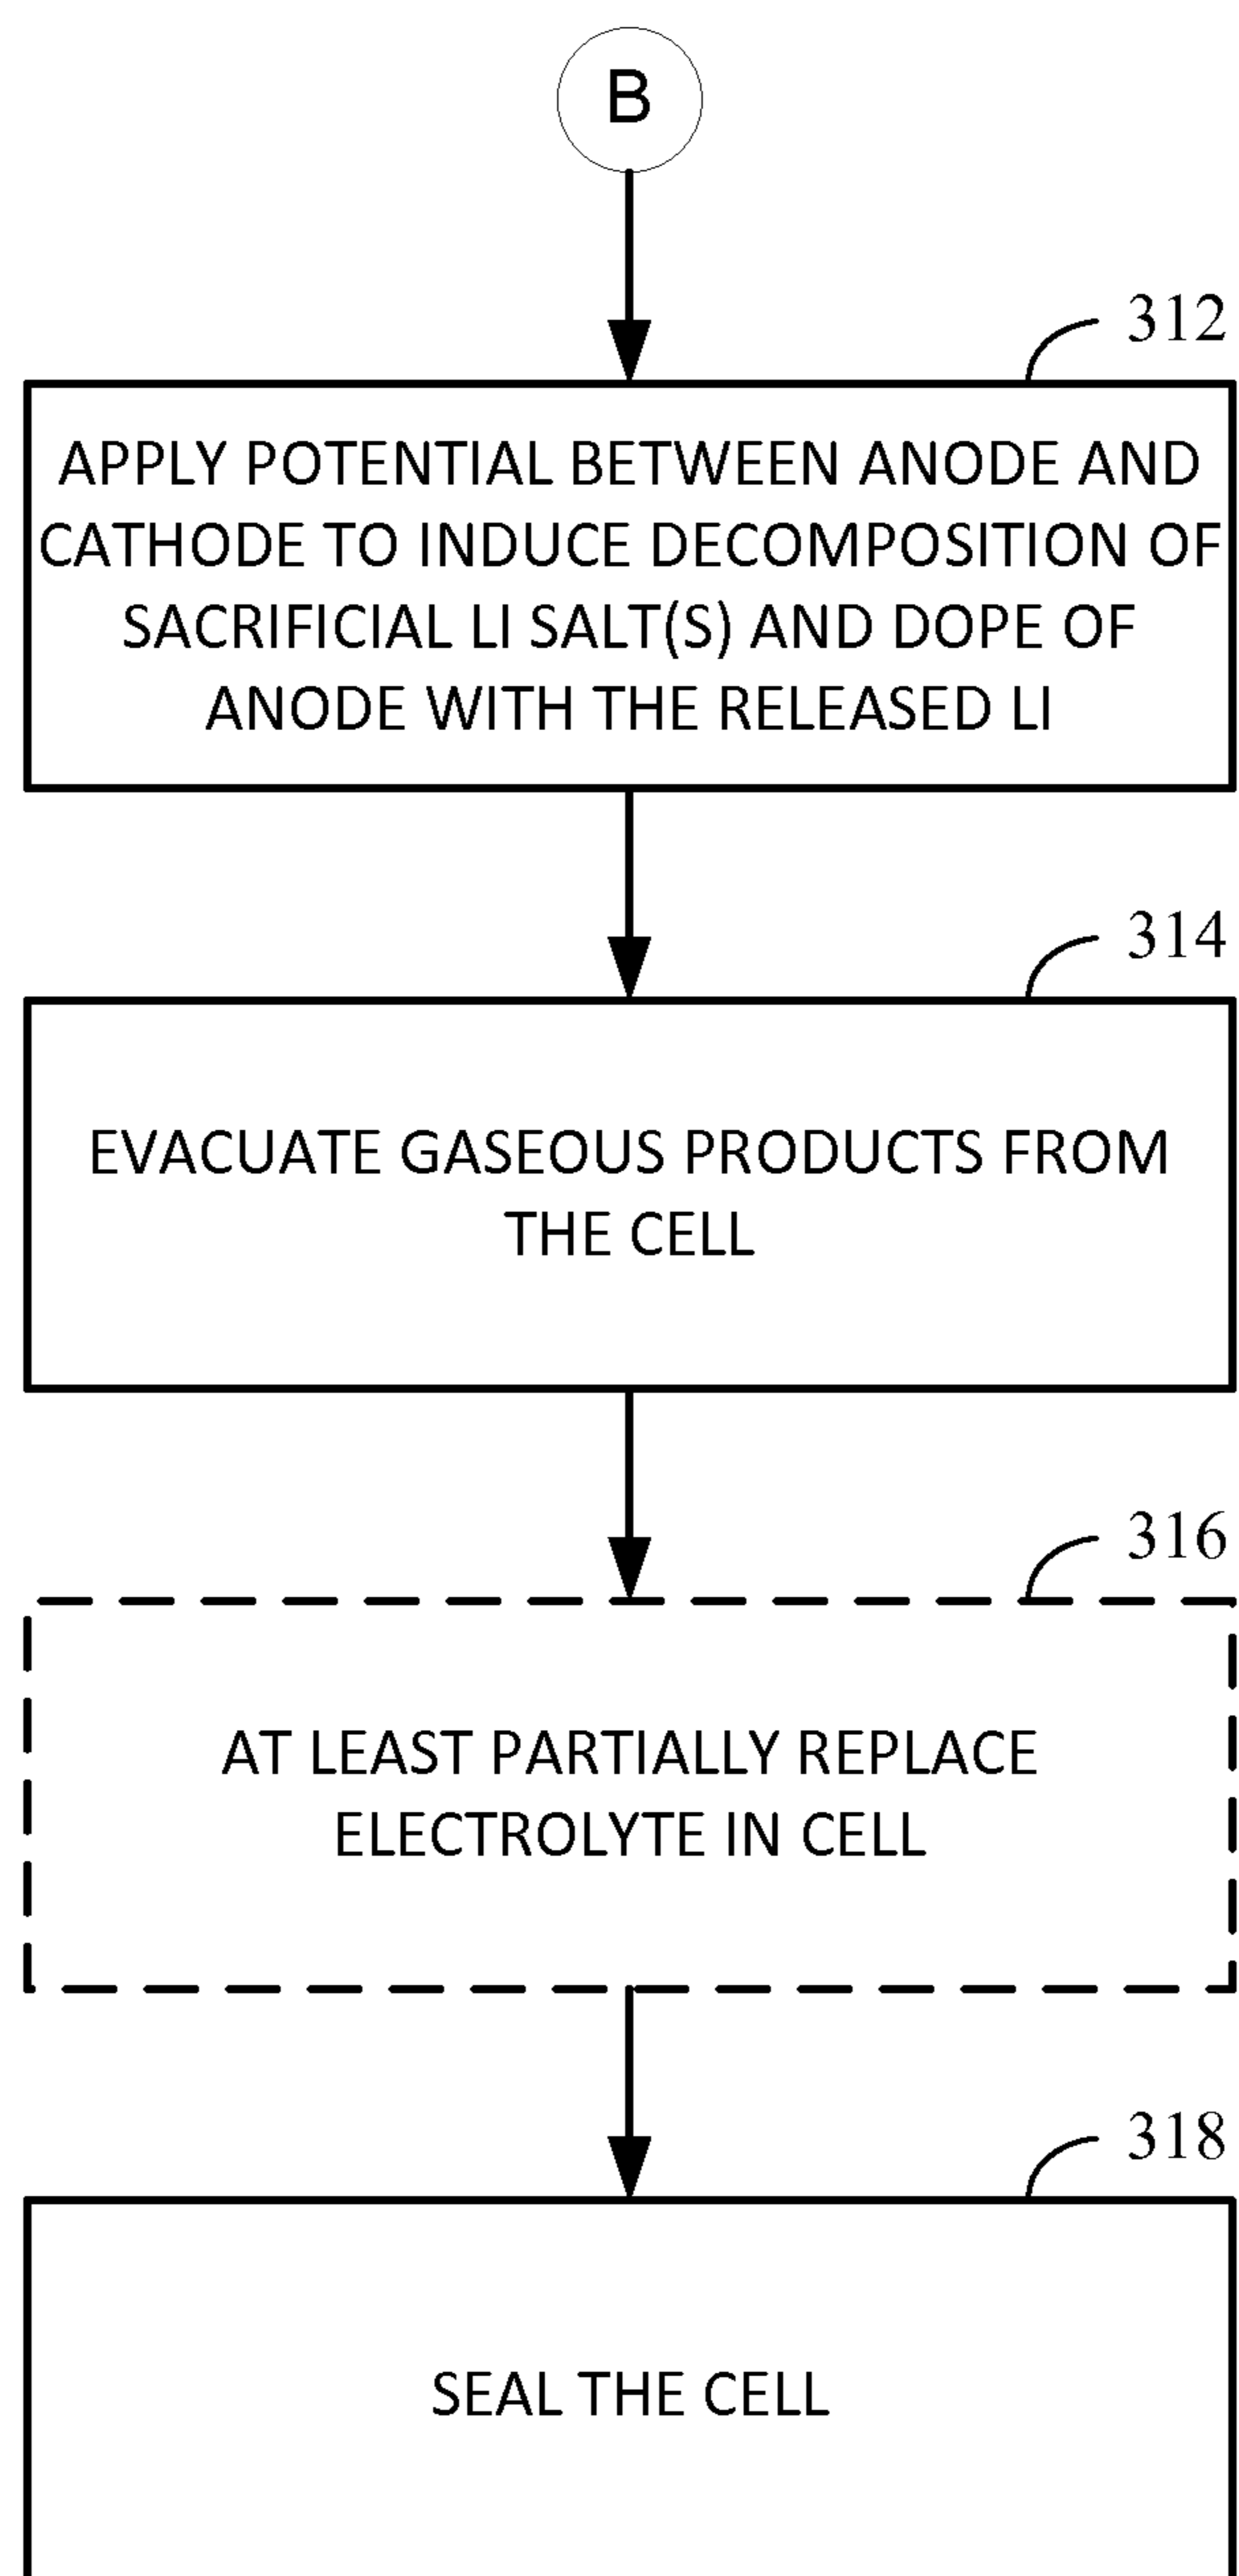 B
312
APPLY POTENTIAL BETWEEN ANODE AND
CATHODE TO INDUCE DECOMPOSITION OF
SACRIFICIAL LI SALT(S) AND DOPE OF
ANODE WITH THE RELEASED LI
314
EVACUATE GASEOUS PRODUCTS FROM
THE CELL
316
AT LEAST PARTIALLY REPLACE
ELECTROLYTE IN CELL
318
SEAL THE CELL